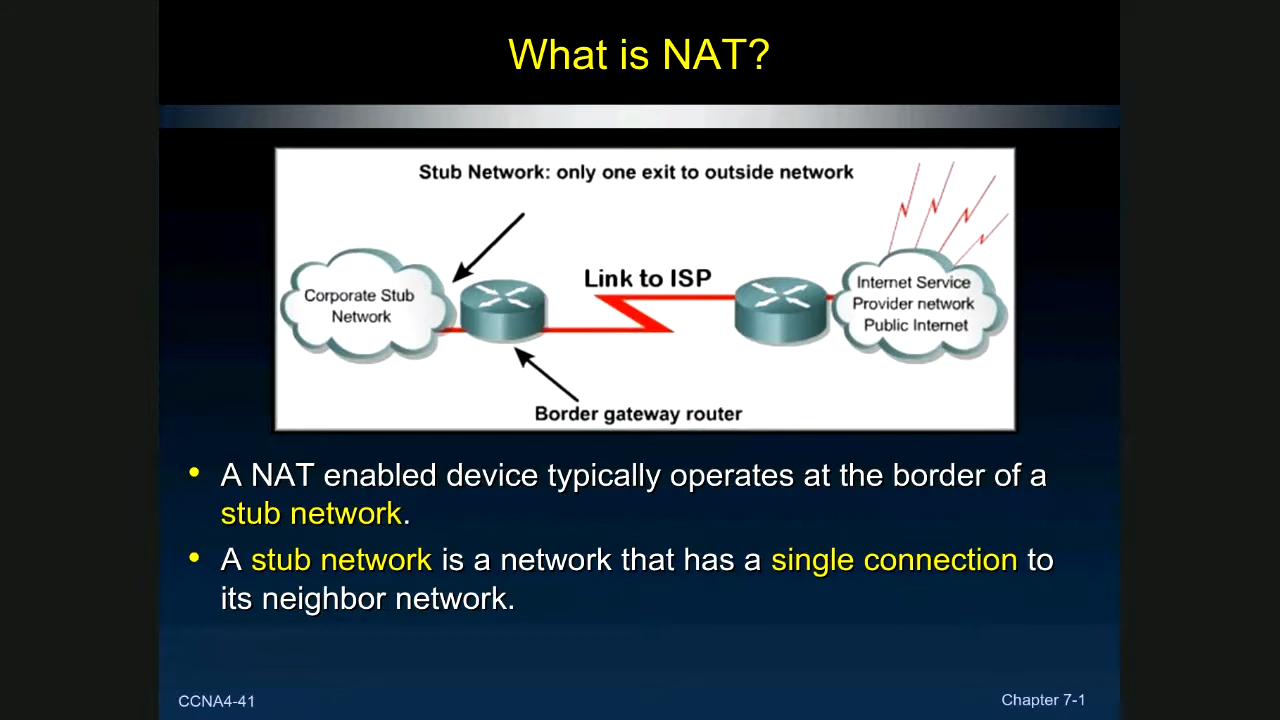 What is NAT?
Stub Network: only one exit to outside network
Link to ISP
Corporate Stub
Network
Internet Service
Provider network
Public Internet
Border gateway router
• A NAT enabled device typically operates at the border of a
stub network.
• A stub network is a network that has a single connection to
its neighbor network.
CCNA4-41
Chapter 7-1